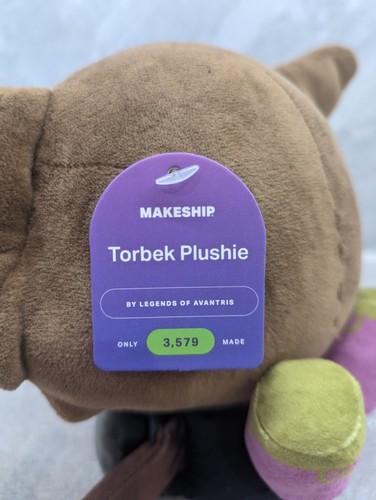 MAKESHIP
Torbek Plushie
BY LEGENDS OF AVANTRIS
ONLY 3,579 MADE